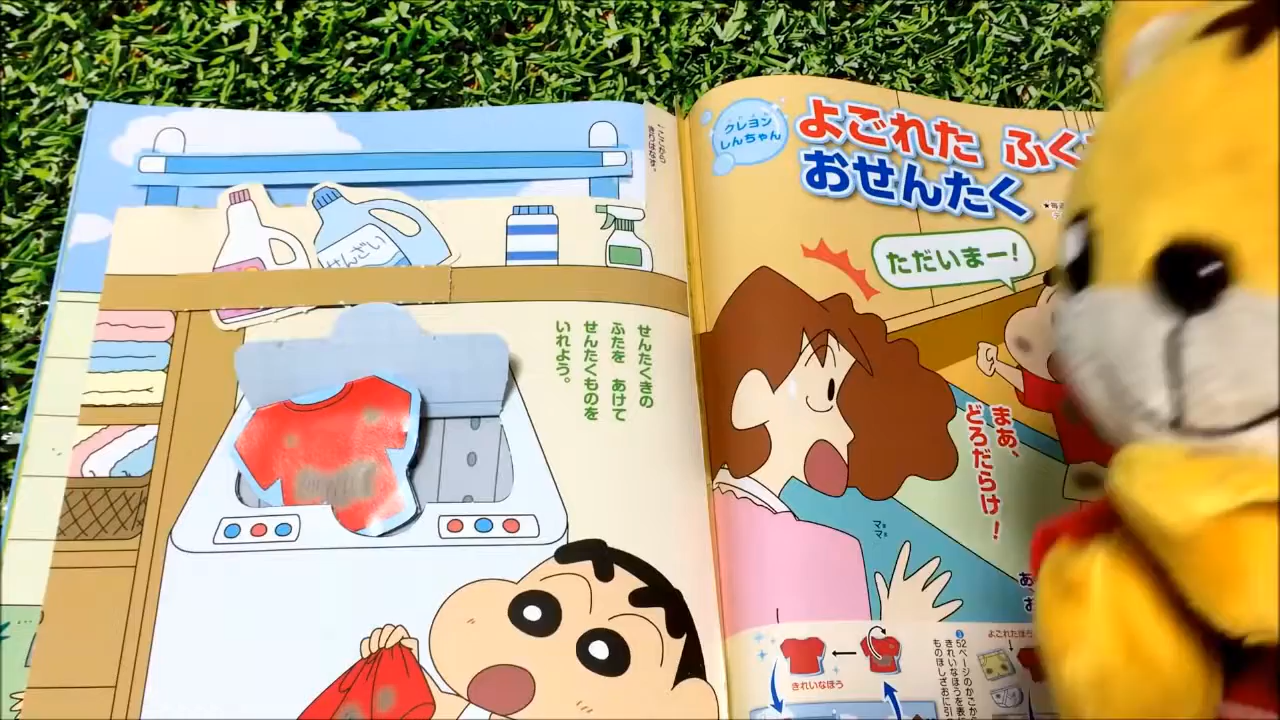 クレヨン
しんちゃん
よごれた ふく
おせんたく
ただいまー!
まあ、
どろだらけ!
ママ
せんたくきの
ふたを あけて
せんたくものを
いれよう。
せんざい
きれいなほう
よごれたほう